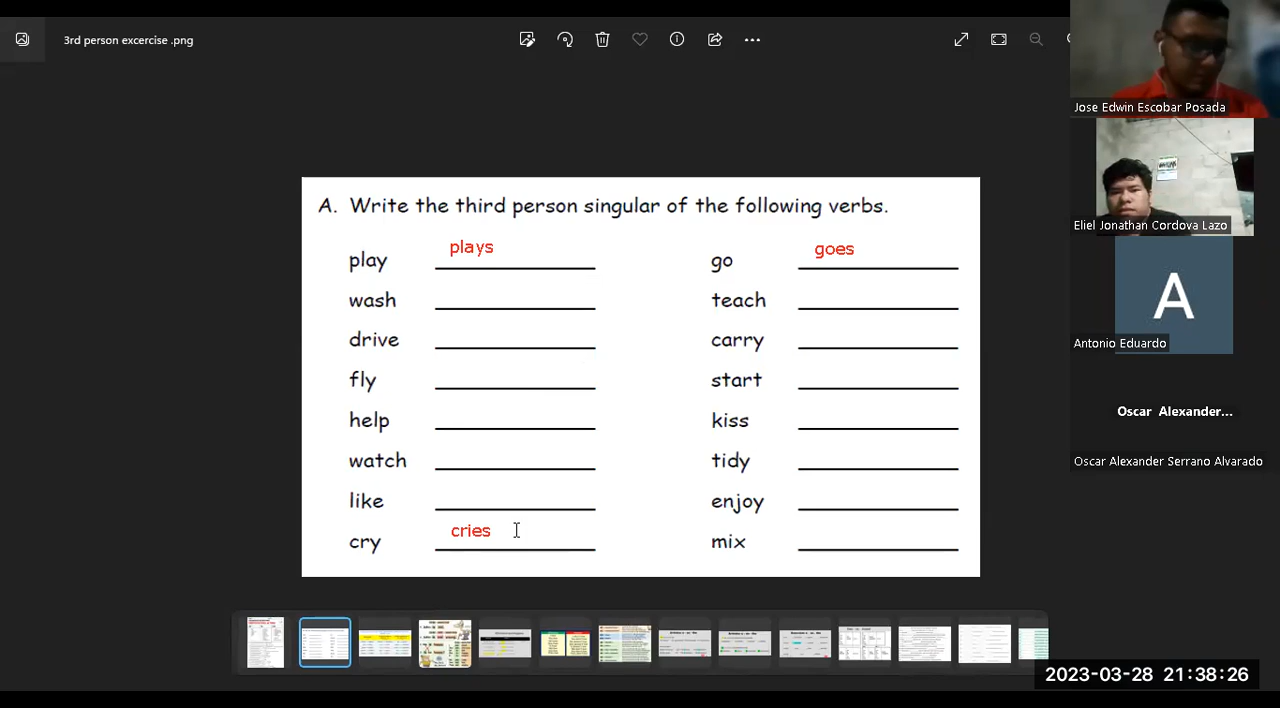 3rd person excercise .png
Jose Edwin Escobar Posada
Eliel Jonathan Cordova Lazo
A
Antonio Eduardo
Oscar Alexander...
Oscar Alexander Serrano Alvarado
A. Write the third person singular of the following verbs.
play plays go goes
wash teach
drive carry
fly start
help kiss
watch tidy
like enjoy
cry cries mix
2023-03-28 21:38:26